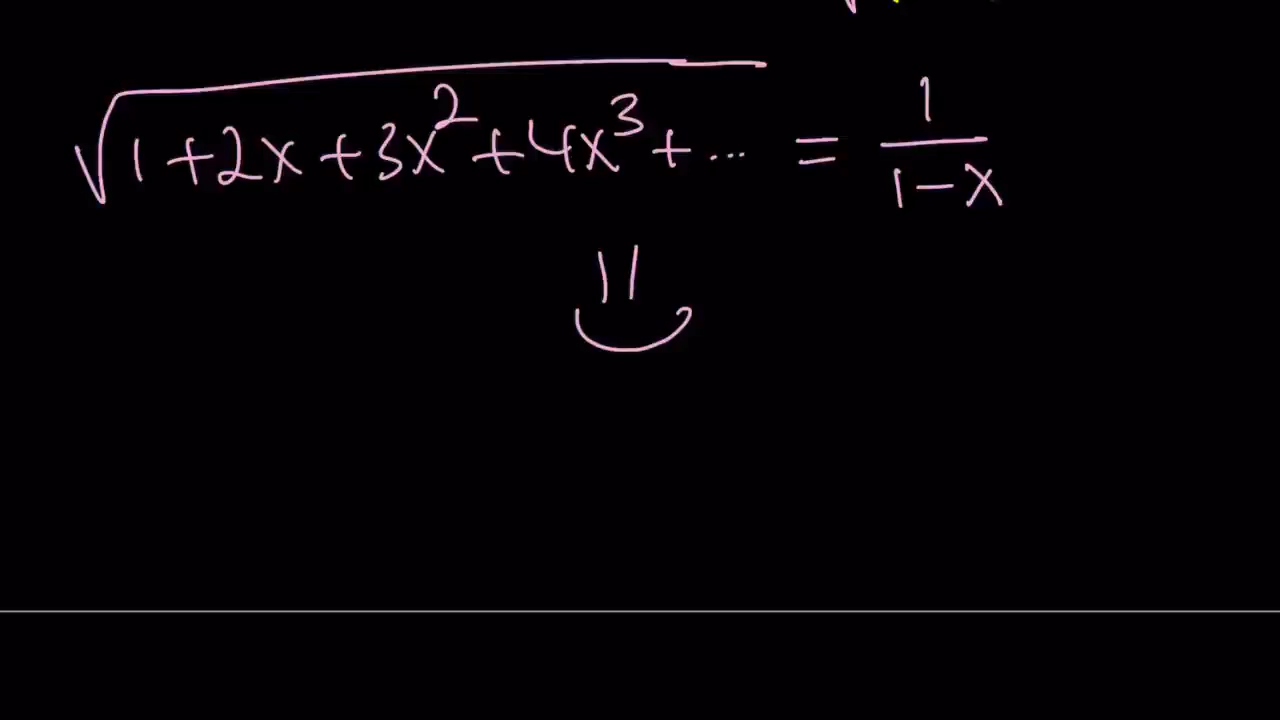 √(1+2x+3x²+4x³+...) = 1/(1-x)